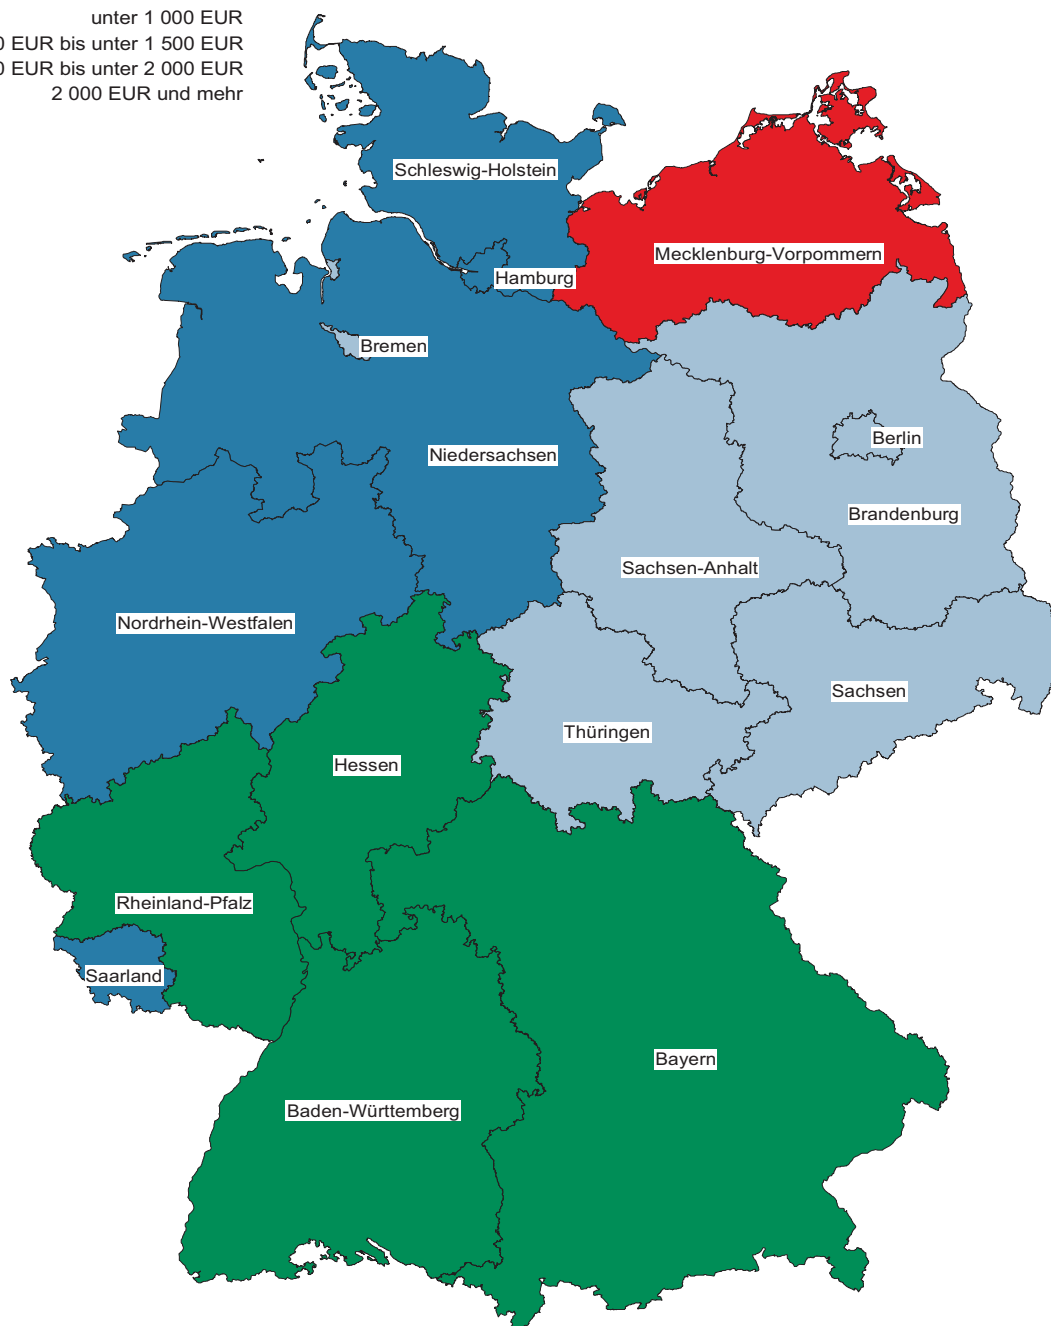 unter 1 000 EUR
0 EUR bis unter 1 500 EUR
0 EUR bis unter 2 000 EUR
2 000 EUR und mehr
Schleswig-Holstein
Mecklenburg-Vorpommern
Hamburg
Bremen
Berlin
Niedersachsen
Brandenburg
Sachsen-Anhalt
Nordrhein-Westfalen
Sachsen
Thüringen
Hessen
Rheinland-Pfalz
Saarland
Bayern
Baden-Württemberg